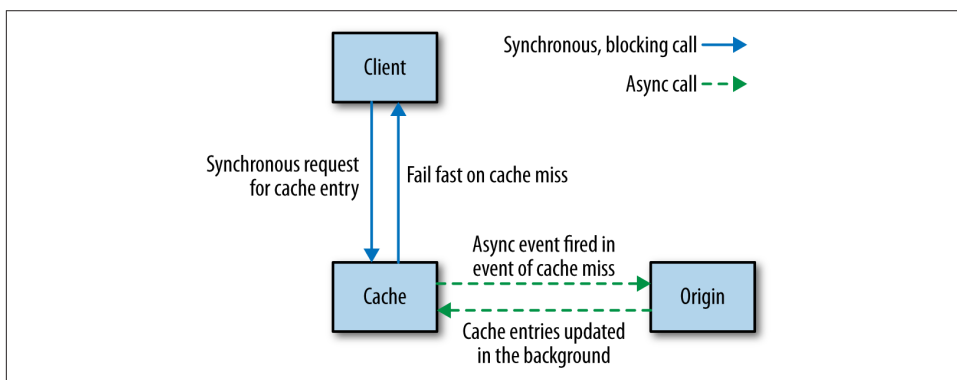 Client
Synchronous, blocking call
Async call
Synchronous request
for cache entry
Fail fast on cache miss
Async event fired in
event of cache miss
Cache
Origin
Cache entries updated
in the background